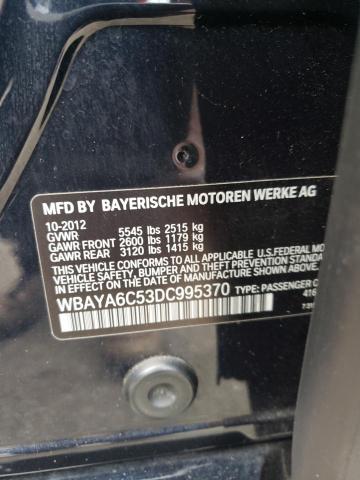 MFD BY BAYERISCHE MOTOREN WERKE AG
10-2012
GVWR 5545 lbs 2515 kg
GAWR FRONT 2600 lbs 1179 kg
GAWR REAR 3120 lbs 1415 kg
THIS VEHICLE CONFORMS TO ALL APPLICABLE U.S. FEDERAL MO
VEHICLE SAFETY, BUMPER, AND THEFT PREVENTION
IN EFFECT ON THE DATE OF MANUFACTURE SHOWN ABOVE.
WBAYA6C53DC995370 TYPE: PASSENGER C
416